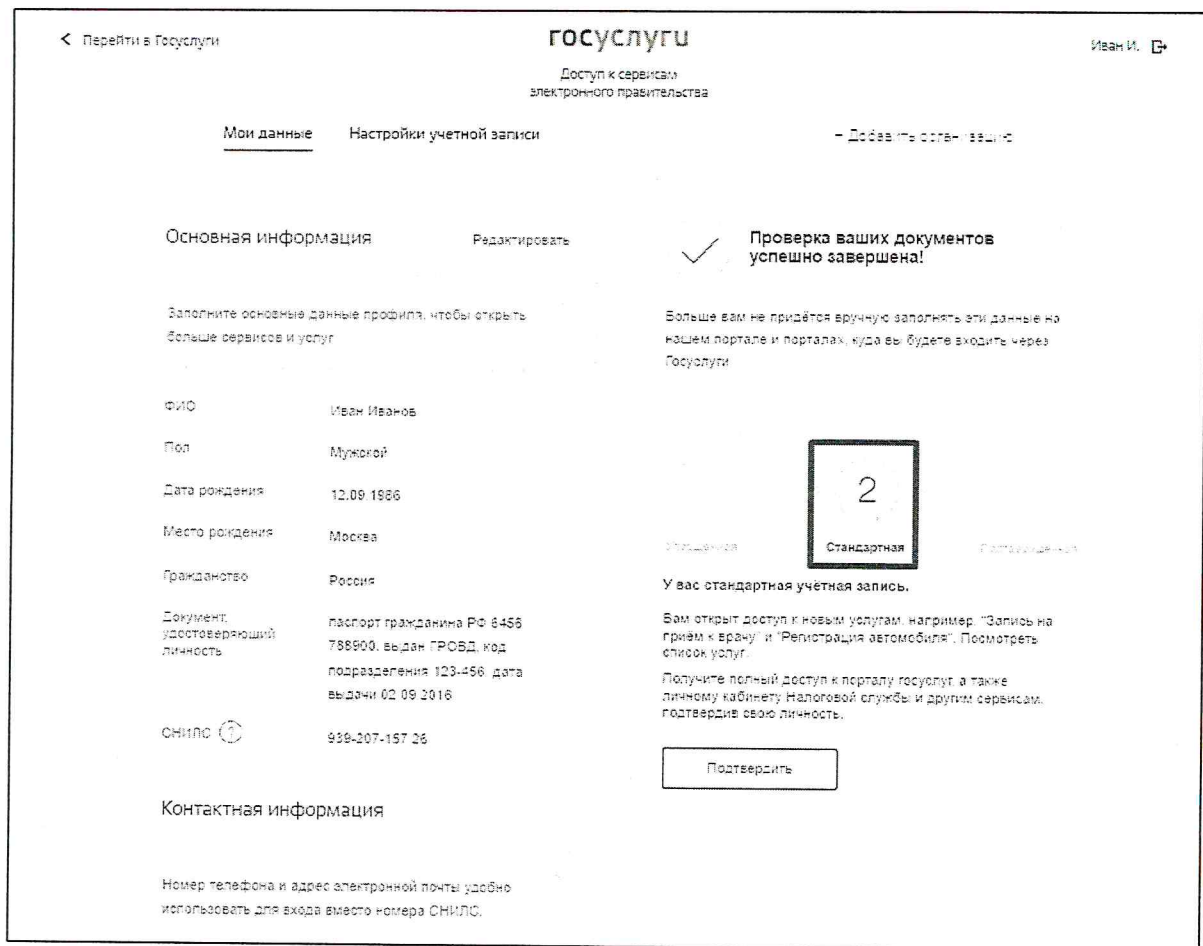 Перейти в Госуслуги
госуслуги
Иван И.
Доступ к сервисам
электронного правительства
Мои данные
Настройки учетной записи
Добавить организацию
Основная информация
Редактировать
Заполните основные данные профиля, чтобы открыть
больше сервисов и услуг
ФИО
Иван Иванов
Пол
Мужской
Дата рождения
12.09.1986
Место рождения
Москва
Гражданство
Россия
Документ,
удостоверяющий
личность
паспорт гражданина РФ 6456
788900, выдан ГРОВД, код
подразделения 123-456, дата
выдачи 02.09.2016
СНИЛС ?
939-207-157 26
Контактная информация
Номер телефона и адрес электронной почты удобно
использовать для входа вместо номера СНИЛС.
Проверка ваших документов
успешно завершена!
Больше вам не придётся вручную заполнять эти данные на
нашем портале и порталах, куда вы будете входить через
Госуслуги
2
Упрощенная
Стандартная
Подтвержденная
У вас стандартная учётная запись.
Вам открыт доступ к новым услугам, например, "Запись на
приём к врачу" и "Регистрация автомобиля". Посмотреть
список услуг.
Получите полный доступ к порталу госуслуг, а также
личному кабинету Налоговой службы и другим сервисам,
подтвердив свою личность.
Подтвердить